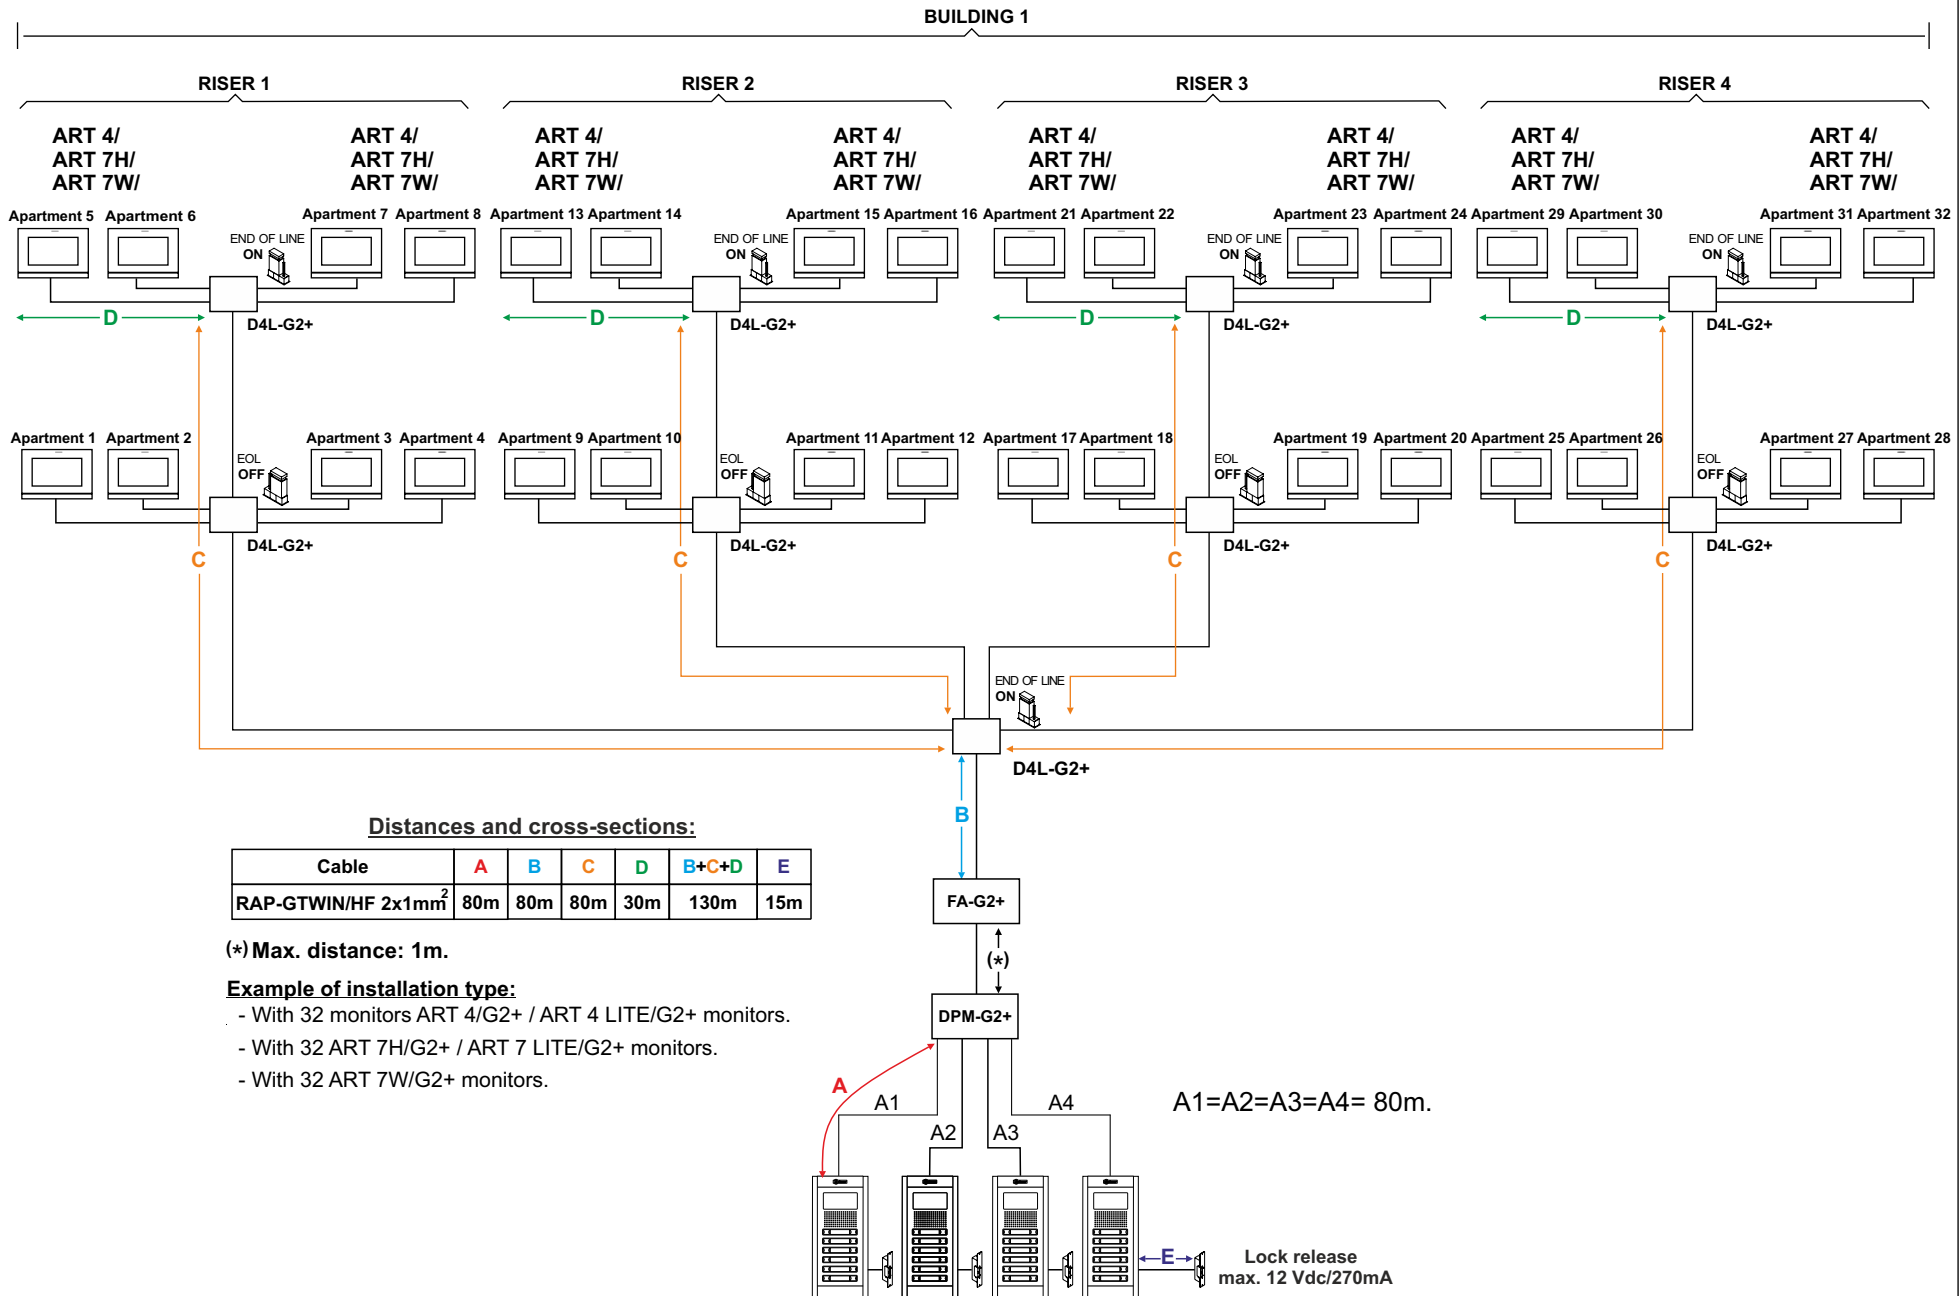 BUILDING 1
RISER 1
RISER 2
RISER 3
RISER 4
ART 4/
ART 7H/
ART 7W/
ART 4/
ART 7H/
ART 7W/
ART 4/
ART 7H/
ART 7W/
ART 4/
ART 7H/
ART 7W/
ART 4/
ART 7H/
ART 7W/
ART 4/
ART 7H/
ART 7W/
ART 4/
ART 7H/
ART 7W/
ART 4/
ART 7H/
ART 7W/
Apartment 5 Apartment 6 Apartment 7 Apartment 8 Apartment 13 Apartment 14 Apartment 15 Apartment 16 Apartment 21 Apartment 22 Apartment 23 Apartment 24 Apartment 29 Apartment 30 Apartment 31 Apartment 32
END OF LINE
ON
END OF LINE
ON
END OF LINE
ON
END OF LINE
ON
D
D4L-G2+
D
D4L-G2+
D
D4L-G2+
D
D4L-G2+
Apartment 1 Apartment 2 Apartment 3 Apartment 4 Apartment 9 Apartment 10 Apartment 11 Apartment 12 Apartment 17 Apartment 18 Apartment 19 Apartment 20 Apartment 25 Apartment 26 Apartment 27 Apartment 28
EOL
OFF
EOL
OFF
EOL
OFF
EOL
OFF
D4L-G2+
D4L-G2+
D4L-G2+
D4L-G2+
C
C
C
C
END OF LINE
ON
D4L-G2+
B
Distances and cross-sections:
Cable A B C D B+C+D E
RAP-GTWIN/HF 2x1mm² 80m 80m 80m 30m 130m 15m
(*) Max. distance: 1m.
FA-G2+
(*)
DPM-G2+
Example of installation type:
- With 32 monitors ART 4/G2+ / ART 4 LITE/G2+ monitors.
- With 32 ART 7H/G2+ / ART 7 LITE/G2+ monitors.
- With 32 ART 7W/G2+ monitors.
A
A1
A2
A3
A4
A1=A2=A3=A4= 80m.
E
Lock release
max. 12 Vdc/270mA